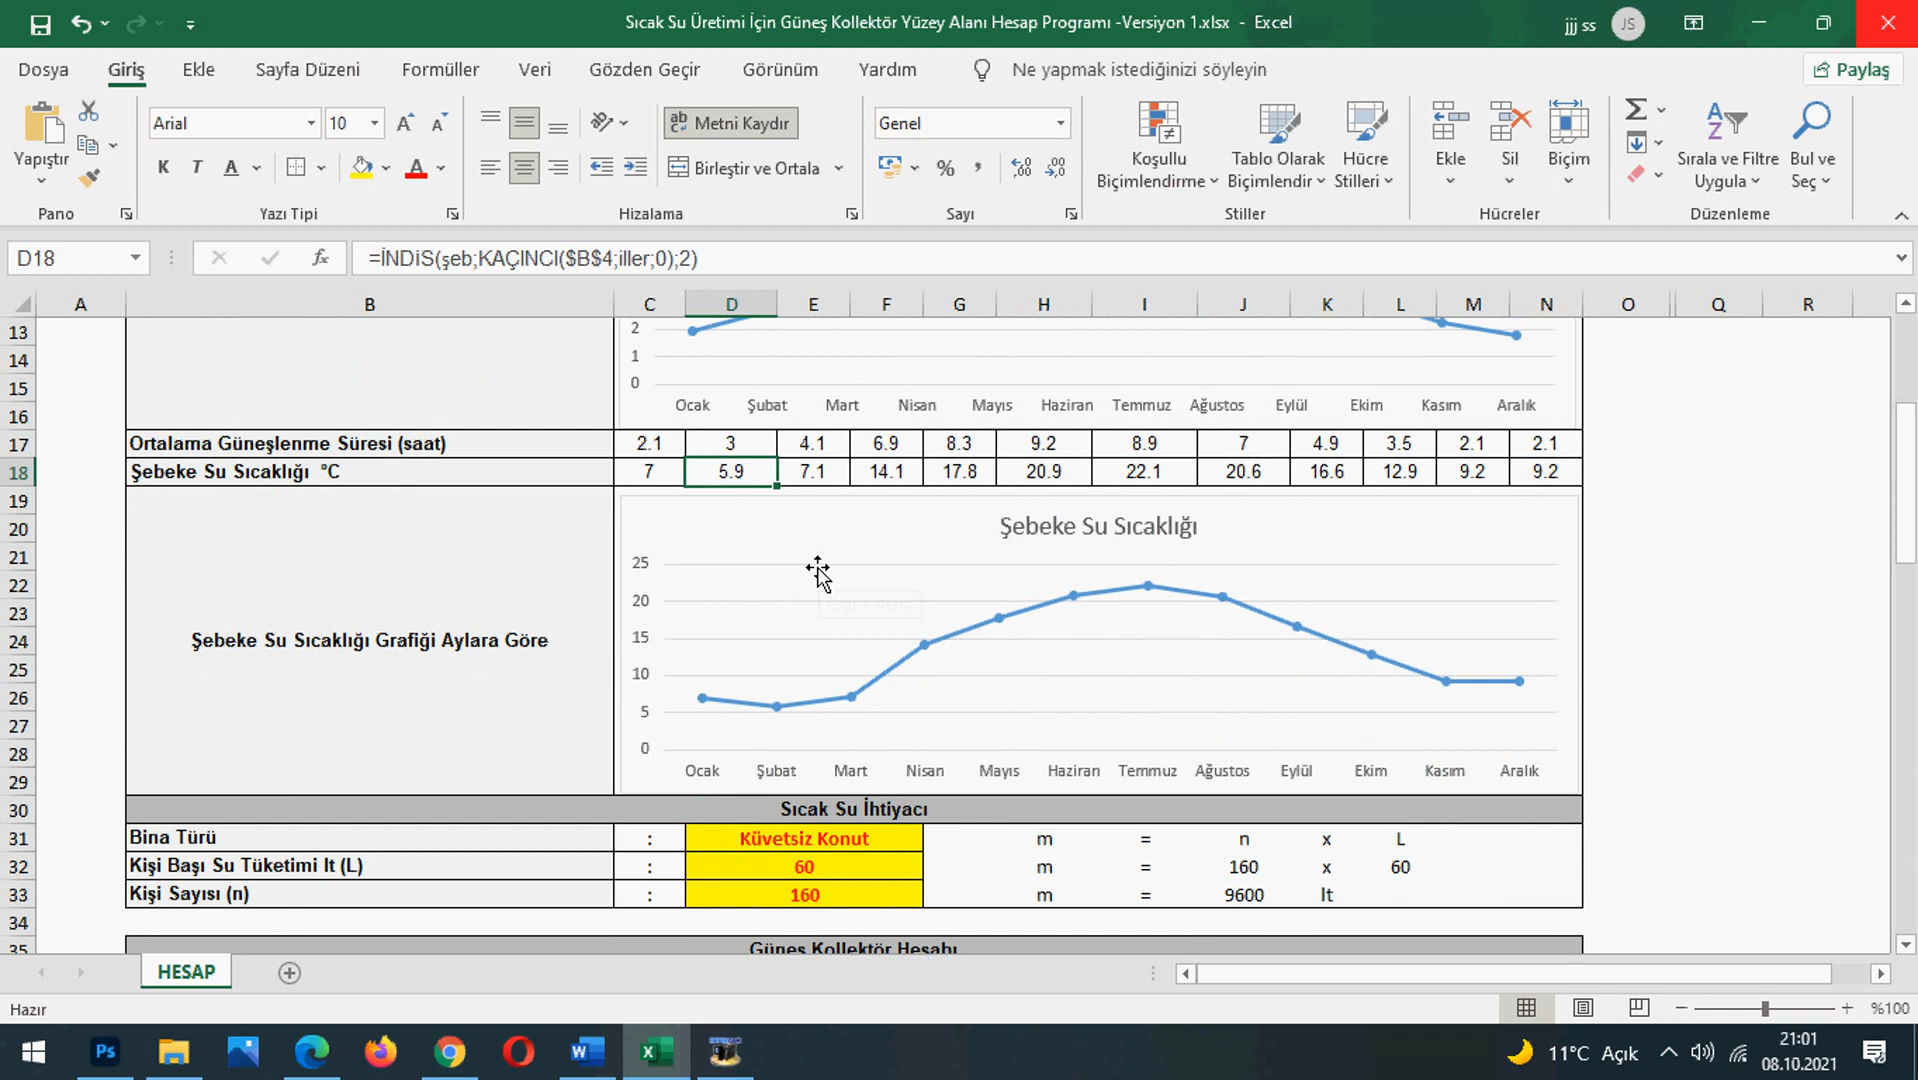 Sıcak Su Üretimi İçin Güneş Kollektör Yüzey Alanı Hesap Programı -Versiyon 1.xlsx - Excel
jjj ss JS
Dosya Giriş Ekle Sayfa Düzeni Formüller Veri Gözden Geçir Görünüm Yardım Ne yapmak istediğinizi söyleyin Paylaş
Yapıştır
Arial 10
K T A A
Metni Kaydır
Birleştir ve Ortala
Genel
%
Koşullu Biçimlendirme
Tablo Olarak Biçimlendir
Hücre Stilleri
Ekle Sil Biçim
Sırala ve Filtre Uygula
Bul ve Seç
Pano Yazı Tipi Hizalama Sayı Stiller Hücreler Düzenleme
D18 fx =İNDİS(şeb;KAÇINCI($B$4;iller;0);2)
A B C D E F G H I J K L M N O Q R
13 2
14 1
15 0
16 Ocak Şubat Mart Nisan Mayıs Haziran Temmuz Ağustos Eylül Ekim Kasım Aralık
17 Ortalama Güneşlenme Süresi (saat) 2.1 3 4.1 6.9 8.3 9.2 8.9 7 4.9 3.5 2.1 2.1
18 Şebeke Su Sıcaklığı °C 7 5.9 7.1 14.1 17.8 20.9 22.1 20.6 16.6 12.9 9.2 9.2
19
20 Şebeke Su Sıcaklığı
21 25
22 20
23
24 Şebeke Su Sıcaklığı Grafiği Aylara Göre 15
25 10
26
27 5
28 0
29 Ocak Şubat Mart Nisan Mayıs Haziran Temmuz Ağustos Eylül Ekim Kasım Aralık
30 Sıcak Su İhtiyacı
31 Bina Türü : Küvetsiz Konut m = n x L
32 Kişi Başı Su Tüketimi lt (L) : 60 m = 160 x 60
33 Kişi Sayısı (n) : 160 m = 9600 lt
34
35 Güneş Kollektör Hesabı
HESAP
Hazır %100
Ps 11°C Açık 21:01
08.10.2021